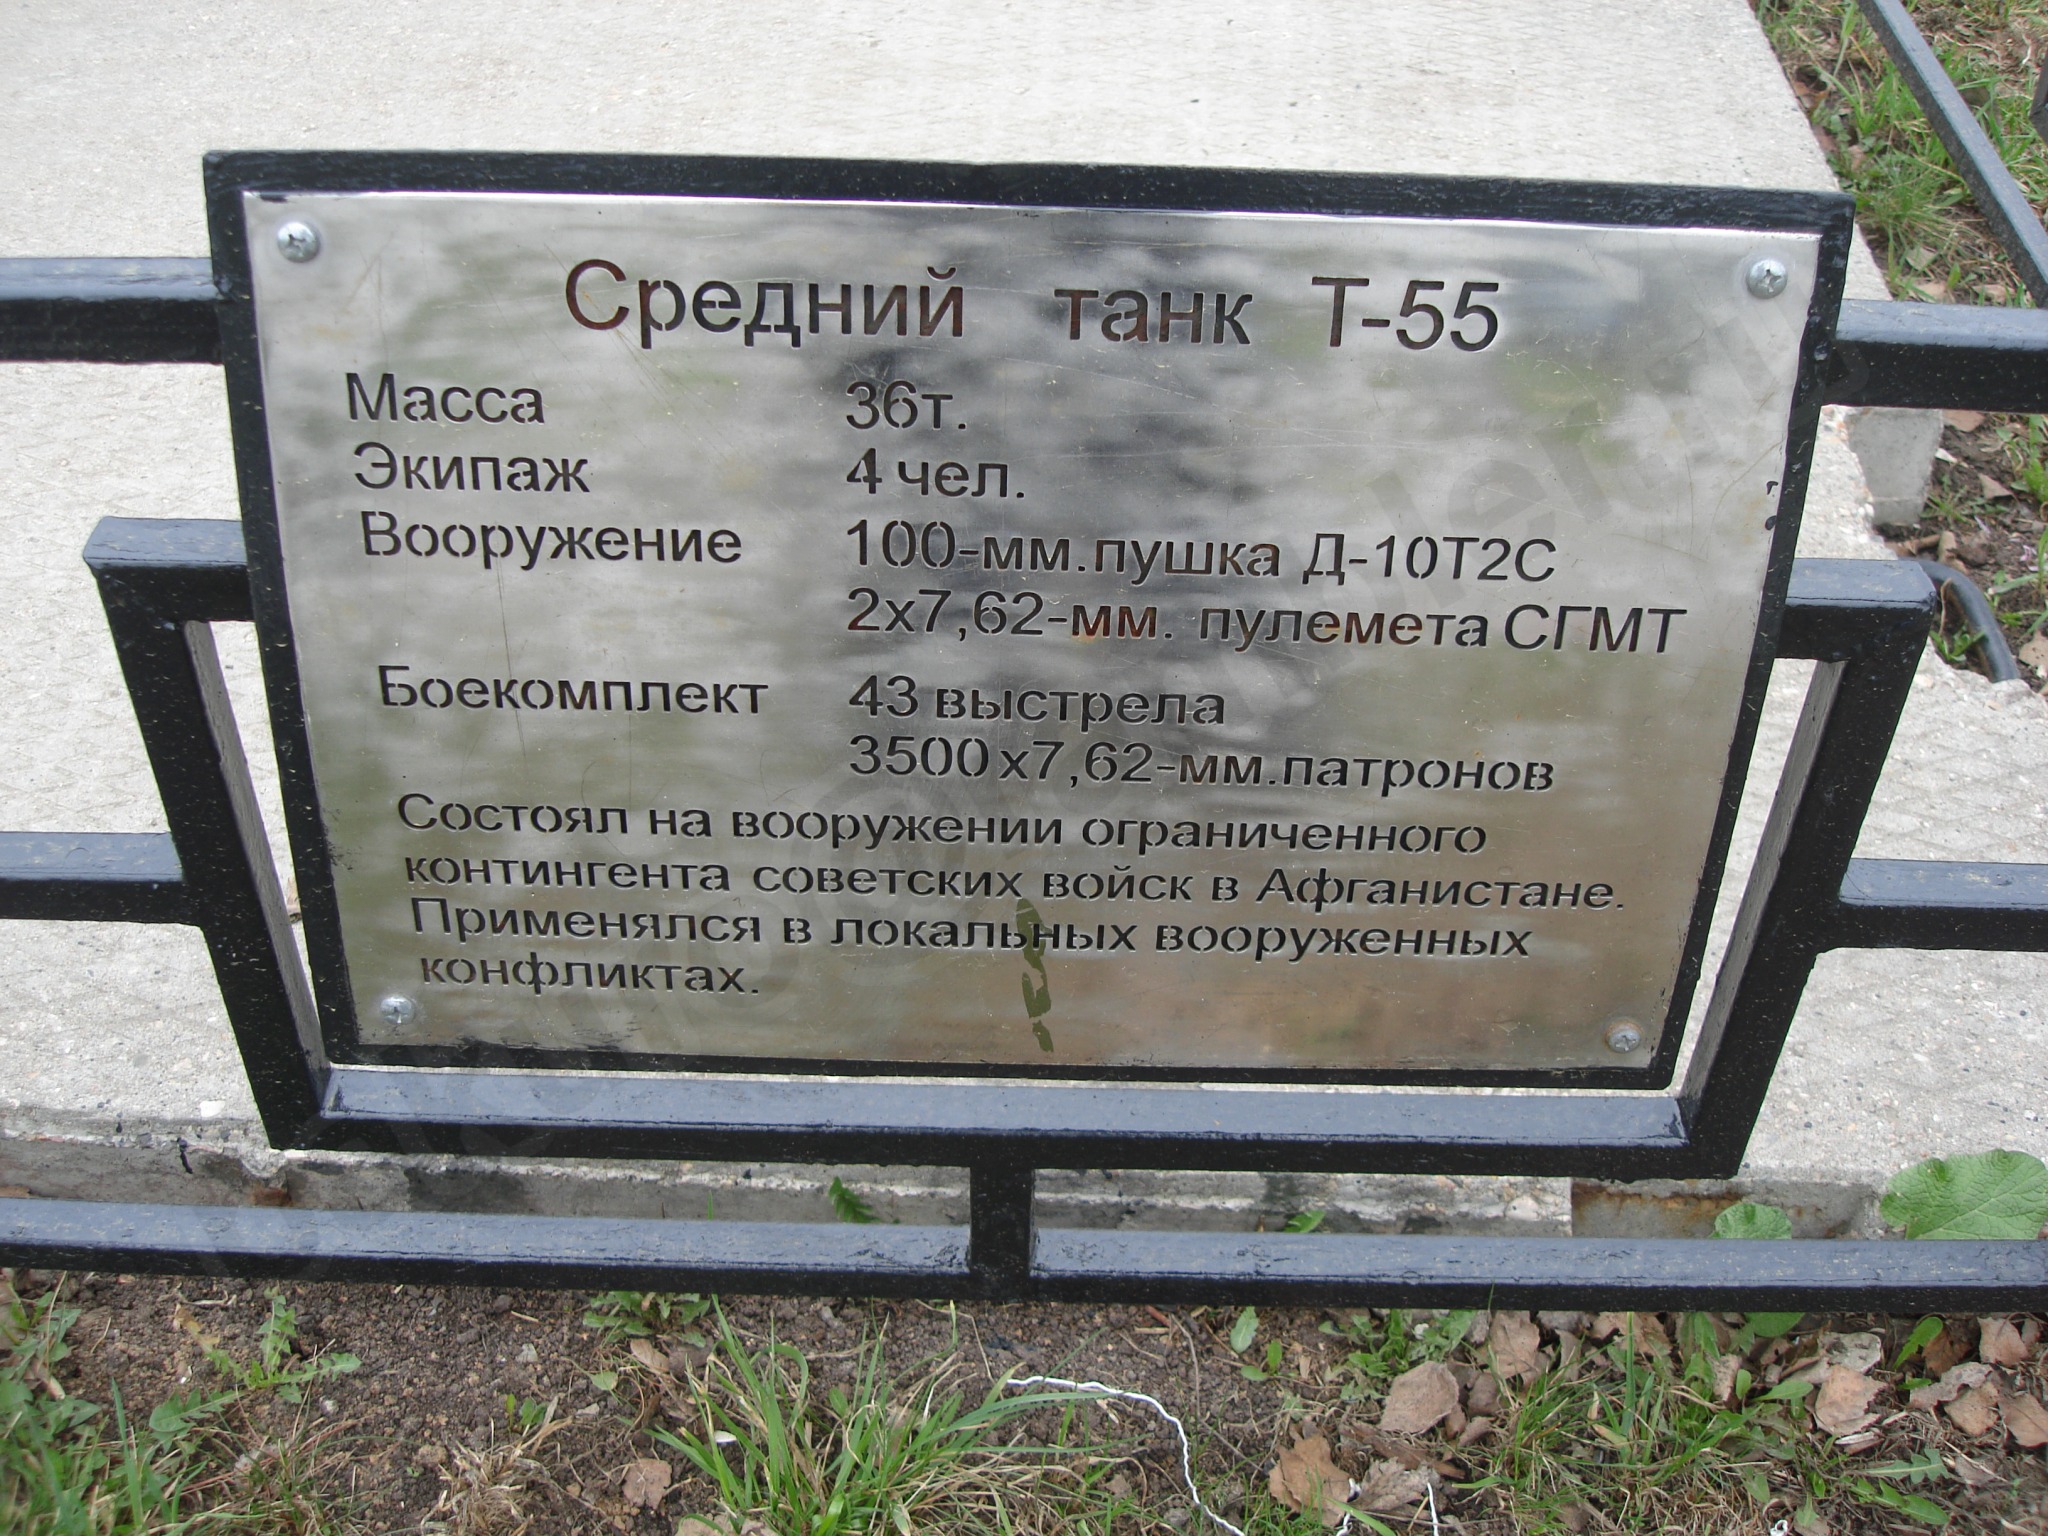 Средний танк Т-55
Масса 36т.
Экипаж 4 чел.
Вооружение 100-мм.пушка Д-10Т2С
2х7,62-мм. пулемета СГМТ
Боекомплект 43 выстрела
3500х7,62-мм.патронов
Состоял на вооружении ограниченного
контингента советских войск в Афганистане.
Применялся в локальных вооруженных
конфликтах.